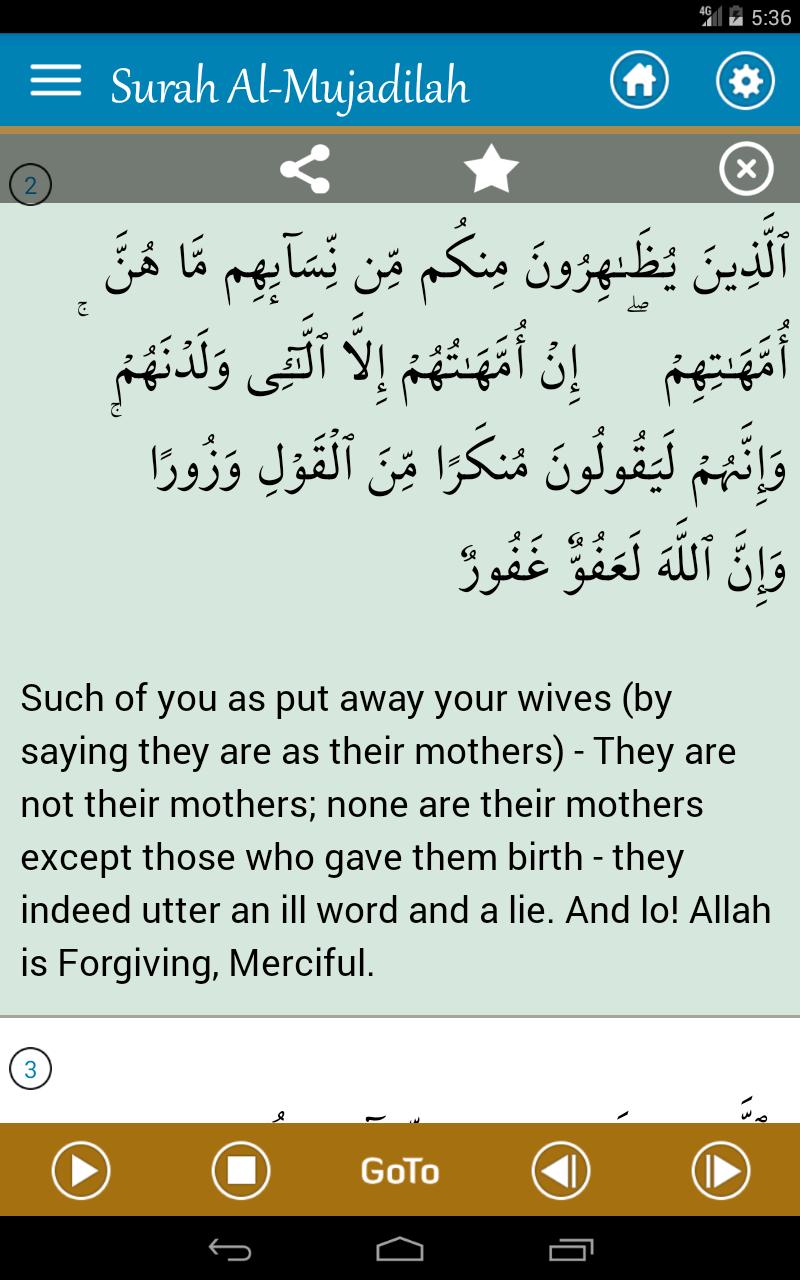 4G 5:36
Surah Al-Mujadilah
2
ٱلَّذِينَ يُظَـٰهِرُونَ مِنكُم مِّن نِّسَآئِهِم مَّا هُنَّ
أُمَّهَـٰتِهِمْ ۖ إِنْ أُمَّهَـٰتُهُمْ إِلَّا ٱلَّـٰٓـِٔى وَلَدْنَهُمْ ۚ
وَإِنَّهُمْ لَيَقُولُونَ مُنكَرًا مِّنَ ٱلْقَوْلِ وَزُورًا ۚ
وَإِنَّ ٱللَّهَ لَعَفُوٌّ غَفُورٌ
Such of you as put away your wives (by
saying they are as their mothers) - They are
not their mothers; none are their mothers
except those who gave them birth - they
indeed utter an ill word and a lie. And lo! Allah
is Forgiving, Merciful.
3
GoTo